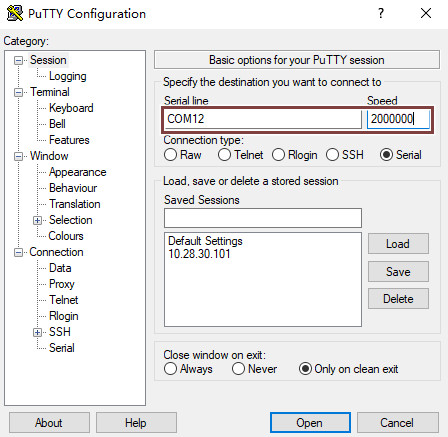 PuTTY Configuration
Category:
Session
Logging
Terminal
Keyboard
Bell
Features
Window
Appearance
Behaviour
Translation
Selection
Colours
Connection
Data
Proxy
Telnet
Rlogin
SSH
Serial
Basic options for your PuTTY session
Specify the destination you want to connect to
Serial line Speed
COM12 2000000
Connection type:
Raw Telnet Rlogin SSH Serial
Load, save or delete a stored session
Saved Sessions
Default Settings
10.28.30.101
Load
Save
Delete
Close window on exit:
Always Never Only on clean exit
About Help Open Cancel